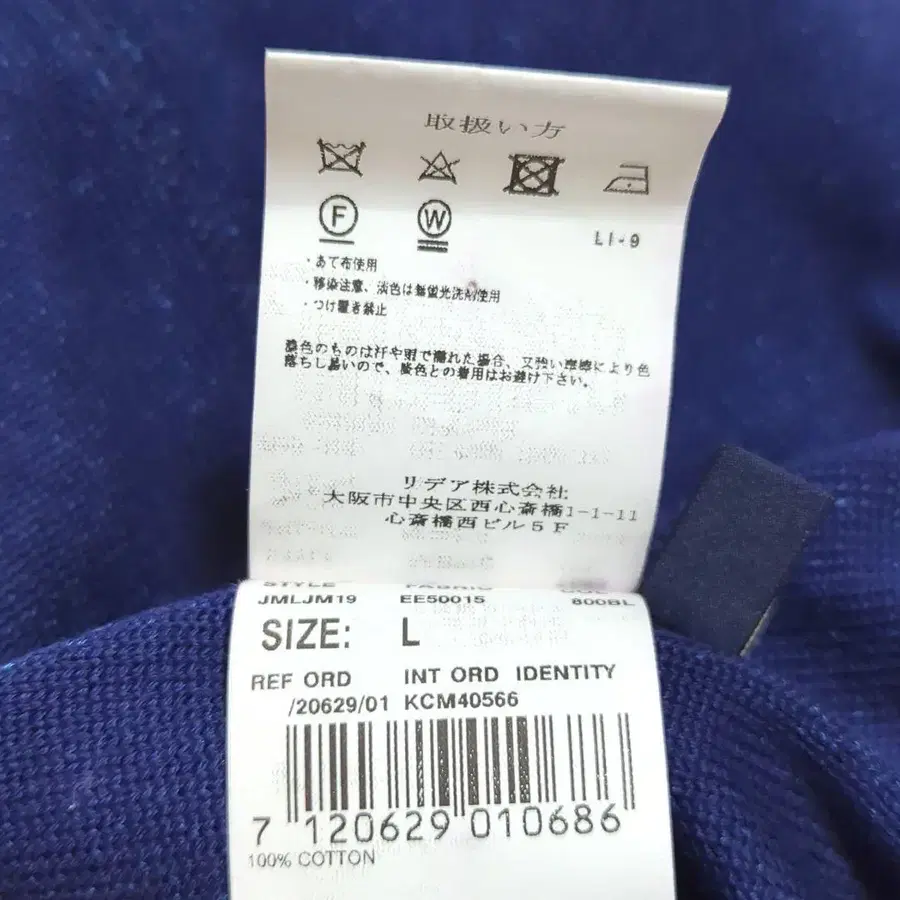 取扱い方
F W
LI-9
・あて布使用
・移染注意、淡色は無蛍光洗剤使用
・つけ置き禁止
濃色のものは汗や雨で濡れた場合、又強い摩擦により色
落ちし易いので、淡色との着用はお避け下さい。
リデア株式会社
大阪市中央区西心斎橋1-1-11
心斎橋西ビル5F
STYLE FABRIC COL
JMLJM19 EE50015 800BL
SIZE: L
REF ORD INT ORD IDENTITY
/20629/01 KCM40566
7 120629 010686
100% COTTON